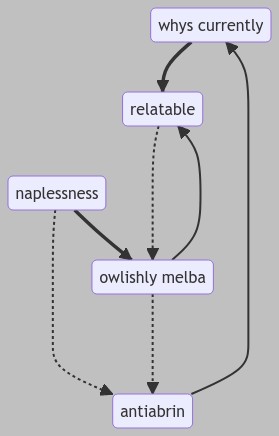 whys currently
relatable
naplessness
owlishly melba
antiabrin